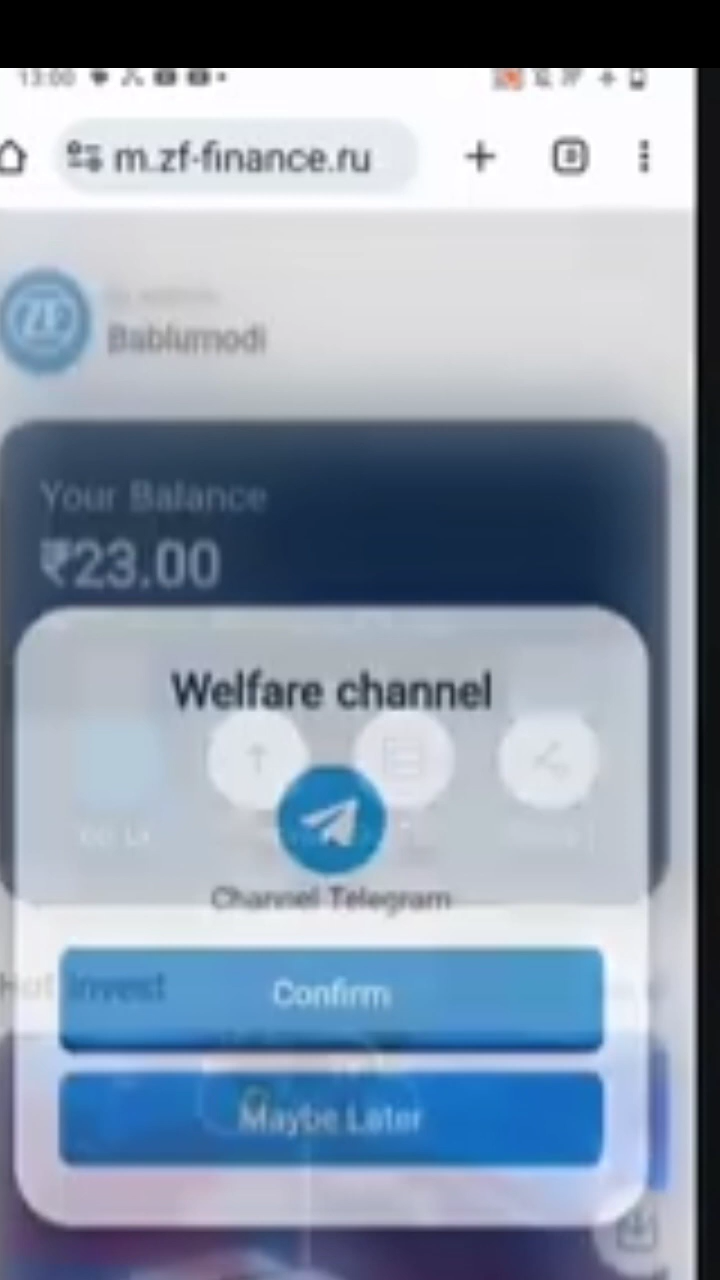 13:00
m.zf-finance.ru
ZF
Bablumodi
Your Balance
₹23.00
Welfare channel
Channel Telegram
Hot Invest
Confirm
Maybe Later